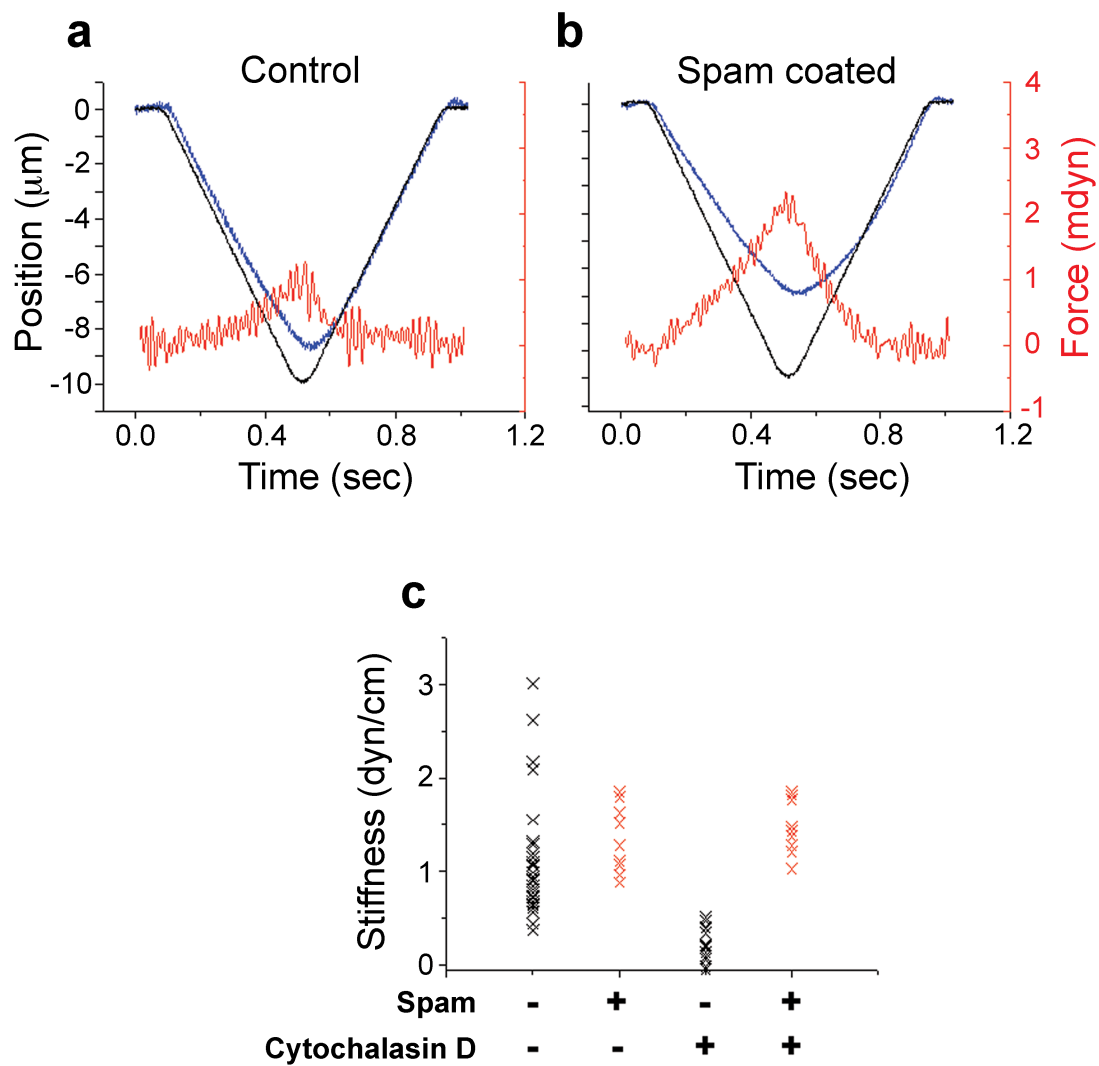 a
Control
b
Spam coated
Position (μm)
0
-2
-4
-6
-8
-10
0.0 0.4 0.8 1.2
Time (sec)
4
3
2
1
0
-1
Force (mdyn)
0.0 0.4 0.8 1.2
Time (sec)
c
Stiffness (dyn/cm)
3
2
1
0
Spam - + - +
Cytochalasin D - - + +